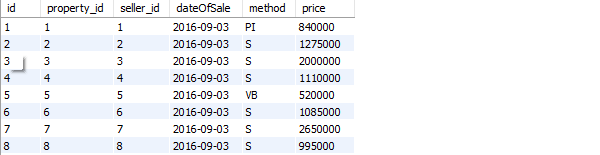 id property_id seller_id dateOfSale method price
1 1 1 2016-09-03 PI 840000
2 2 2 2016-09-03 S 1275000
3 3 3 2016-09-03 S 2000000
4 4 4 2016-09-03 S 1110000
5 5 5 2016-09-03 VB 520000
6 6 6 2016-09-03 S 1085000
7 7 7 2016-09-03 S 2650000
8 8 8 2016-09-03 S 995000